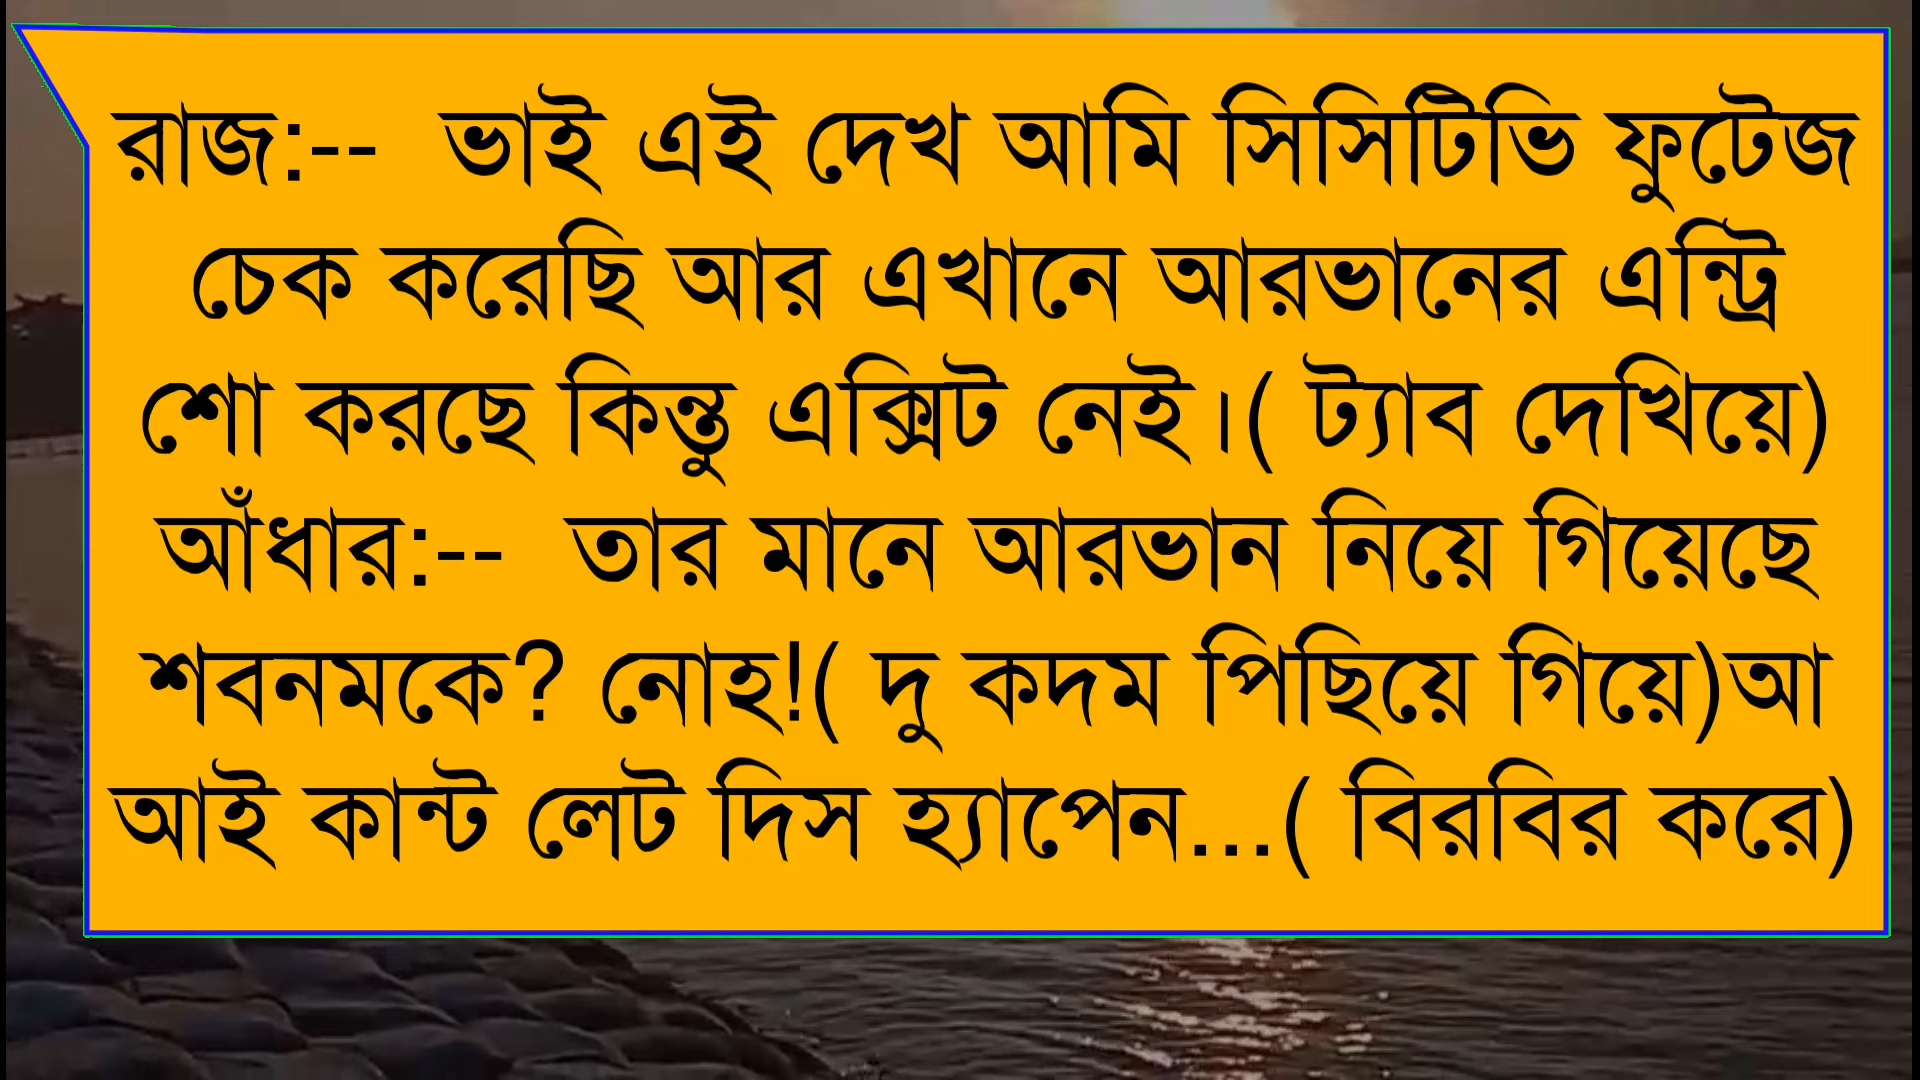 রাজ:-- ভাই এই দেখ আমি সিসিটিভি ফুটেজ
চেক করেছি আর এখানে আরভানের এন্ট্রি
শো করছে কিন্তু এক্সিট নেই।( ট্যাব দেখিয়ে)
আঁধার:-- তার মানে আরভান নিয়ে গিয়েছে
শবনমকে? নোহ!( দু কদম পিছিয়ে গিয়ে)আ
আই কান্ট লেট দিস হ্যাপেন...( বিরবির করে)